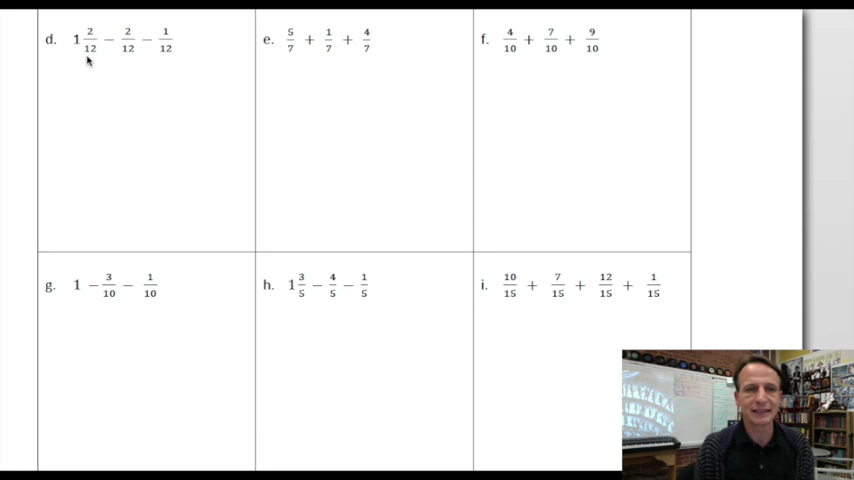 d. 1 2/12 − 2/12 − 1/12
e. 5/7 + 1/7 + 4/7
f. 4/10 + 7/10 + 9/10
g. 1 − 3/10 − 1/10
h. 1 3/5 − 4/5 − 1/5
i. 10/15 + 7/15 + 12/15 + 1/15